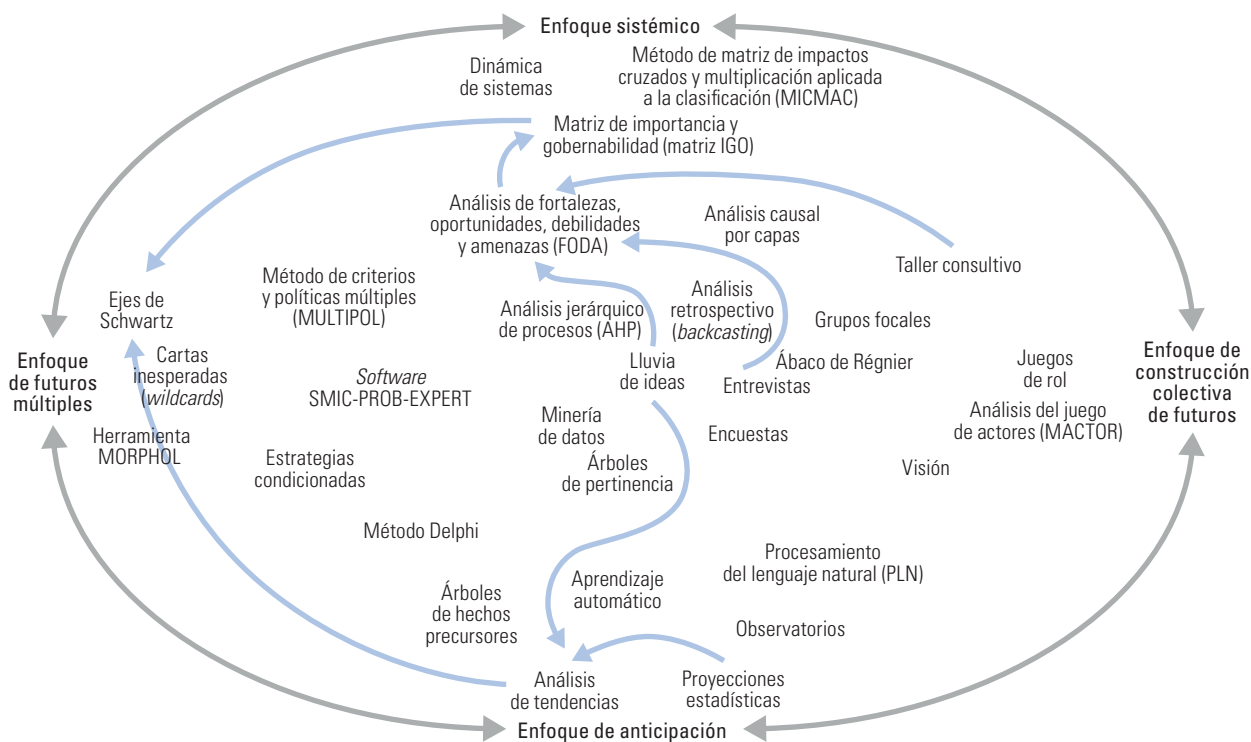 Enfoque sistémico
Dinámica
de sistemas
Método de matriz de impactos
cruzados y multiplicación aplicada
a la clasificación (MICMAC)
Matriz de importancia y
gobernabilidad (matriz IGO)
Análisis de fortalezas,
oportunidades, debilidades
y amenazas (FODA)
Análisis causal
por capas
Taller consultivo
Método de criterios
y políticas múltiples
(MULTIPOL)
Ejes de
Schwartz
Análisis jerárquico
de procesos (AHP)
Análisis
retrospectivo
(backcasting)
Grupos focales
Enfoque
de futuros
múltiples
Cartas
inesperadas
(wildcards)
Software
SMIC-PROB-EXPERT
Lluvia
de ideas
Ábaco de Régnier
Entrevistas
Juegos
de rol
Enfoque de
construcción
colectiva
de futuros
Análisis del juego
de actores (MACTOR)
Herramienta
MORPHOL
Minería
de datos
Encuestas
Estrategias
condicionadas
Árboles
de pertinencia
Visión
Método Delphi
Procesamiento
del lenguaje natural (PLN)
Árboles
de hechos
precursores
Aprendizaje
automático
Observatorios
Análisis
de tendencias
Proyecciones
estadísticas
Enfoque de anticipación